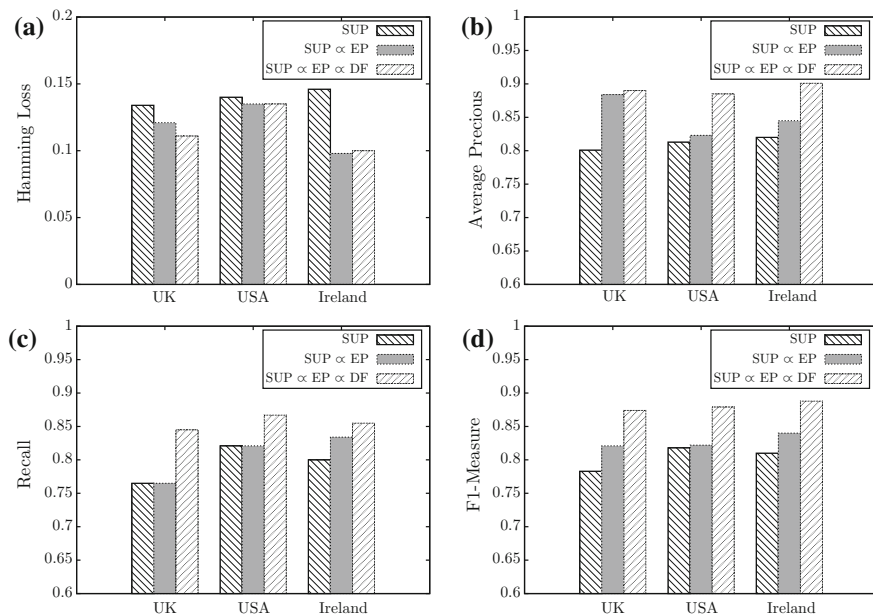 (a)
0.2
0.15
0.1
0.05
0
Hamming Loss
SUP
SUP ∝ EP
SUP ∝ EP ∝ DF
UK USA Ireland
(b)
1
0.95
0.9
0.85
0.8
0.75
0.7
0.65
0.6
Average Precious
SUP
SUP ∝ EP
SUP ∝ EP ∝ DF
UK USA Ireland
(c)
1
0.95
0.9
0.85
0.8
0.75
0.7
0.65
0.6
Recall
SUP
SUP ∝ EP
SUP ∝ EP ∝ DF
UK USA Ireland
(d)
1
0.95
0.9
0.85
0.8
0.75
0.7
0.65
0.6
F1-Measure
SUP
SUP ∝ EP
SUP ∝ EP ∝ DF
UK USA Ireland